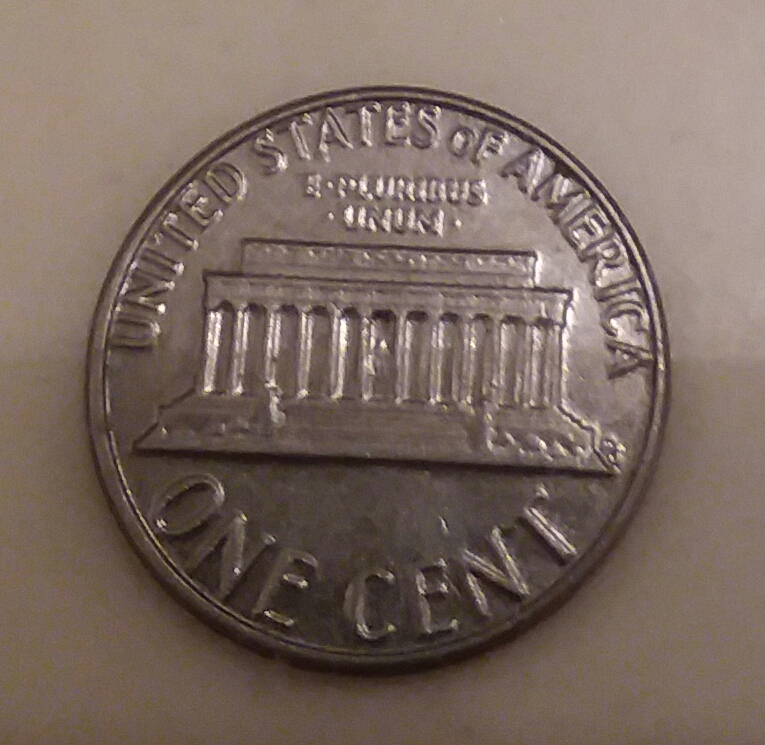 UNITED STATES OF AMERICA
E·PLURIBUS
·UNUM·
ONE CENT